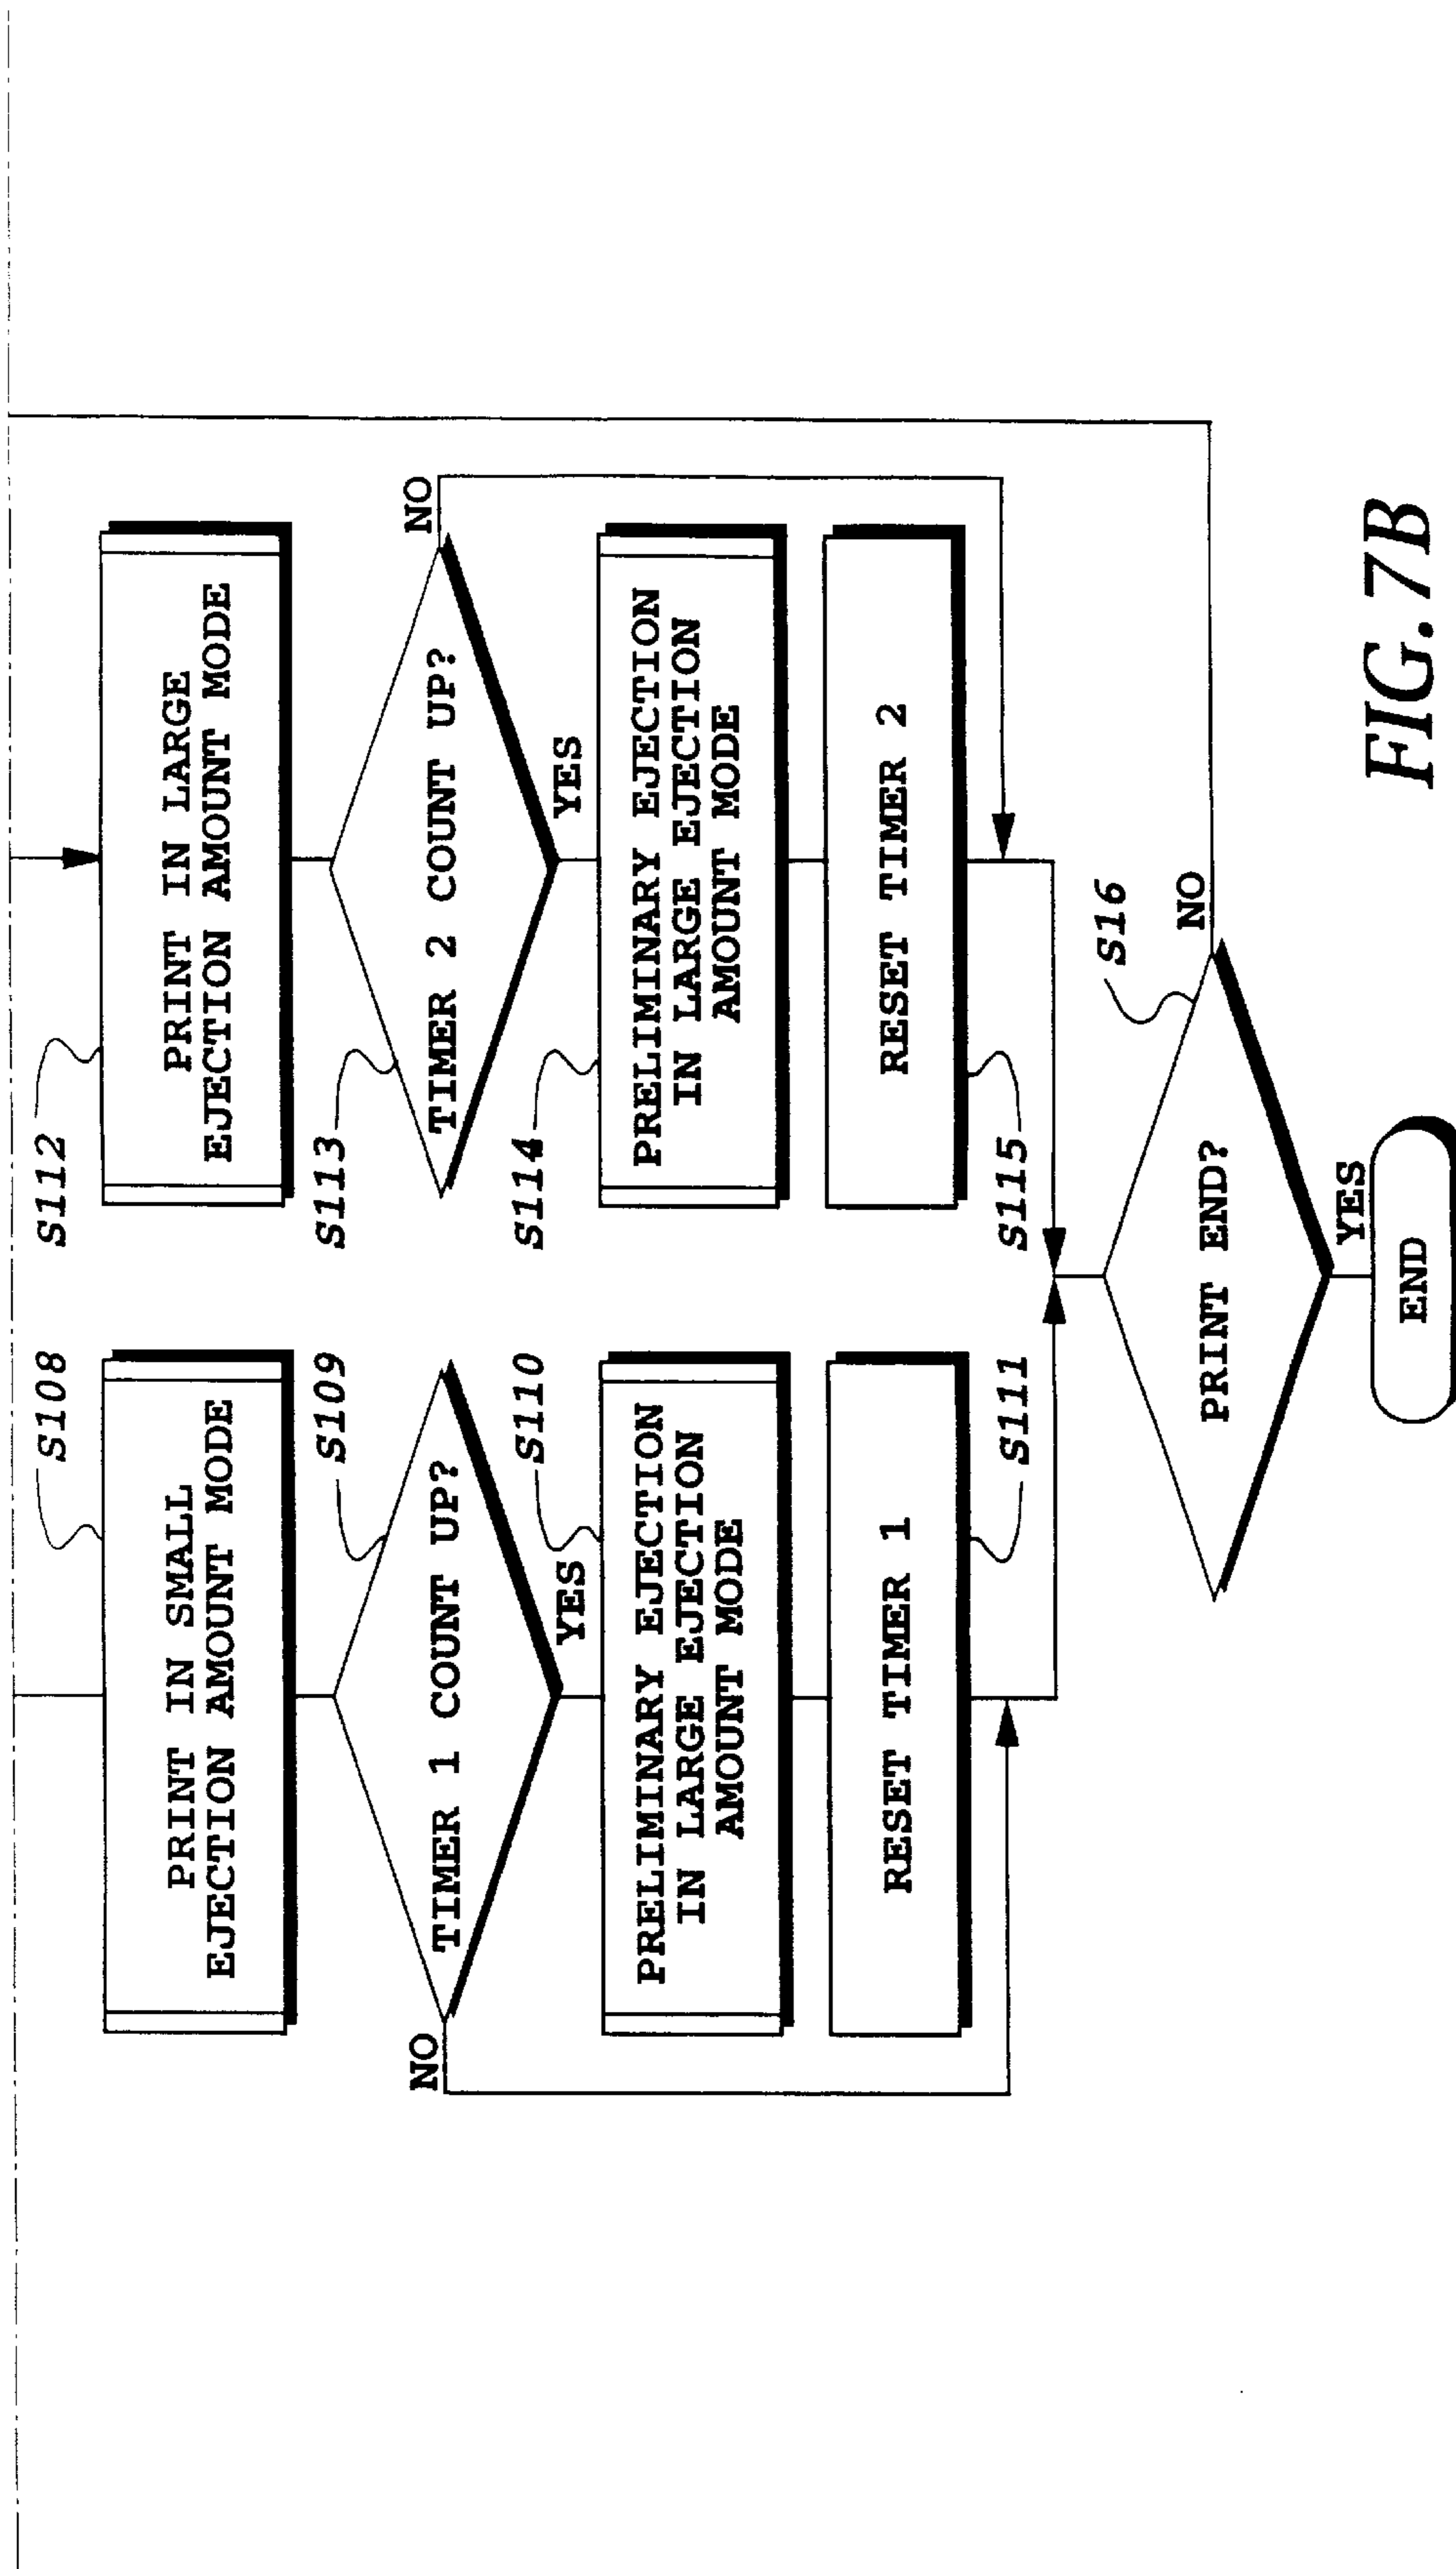 S108
PRINT IN SMALL
EJECTION AMOUNT MODE
S109
TIMER 1 COUNT UP?
NO
YES
S110
PRELIMINARY EJECTION
IN LARGE EJECTION
AMOUNT MODE
RESET TIMER 1
S111
S112
PRINT IN LARGE
EJECTION AMOUNT MODE
S113
TIMER 2 COUNT UP?
NO
YES
S114
PRELIMINARY EJECTION
IN LARGE EJECTION
AMOUNT MODE
RESET TIMER 2
S115
S16
PRINT END?
NO
YES
END
FIG.7B